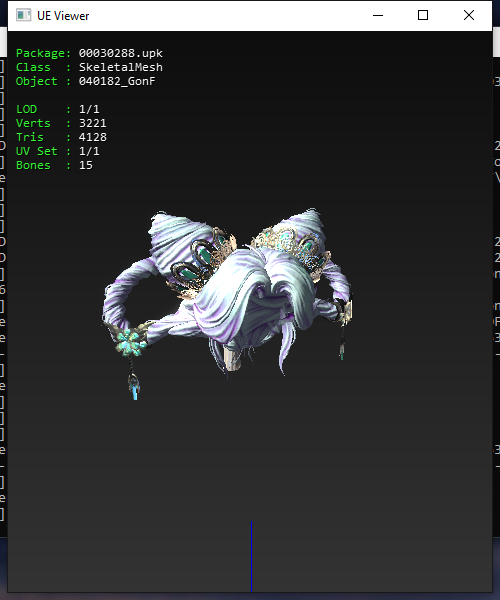 UE Viewer
Package: 00030288.upk
Class  : SkeletalMesh
Object : 040182_GonF
LOD    : 1/1
Verts  : 3221
Tris   : 4128
UV Set : 1/1
Bones  : 15